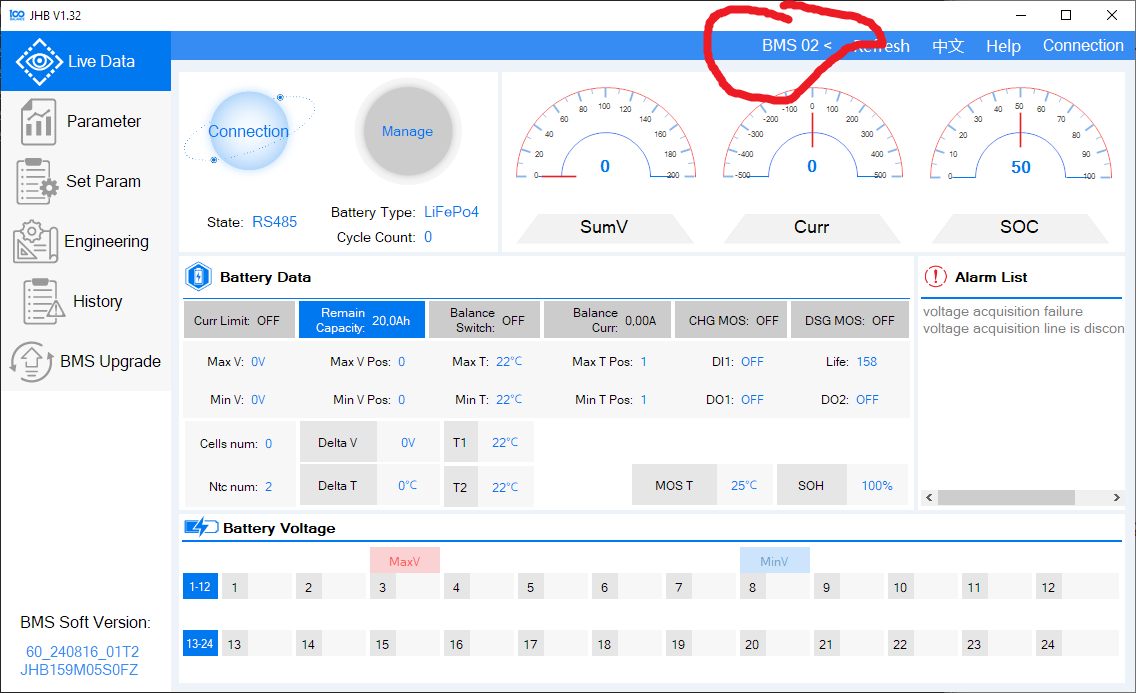 100 JHB V1.32
BMS 02 < Refresh 中文 Help Connection
Live Data
Parameter
Set Param
Engineering
History
BMS Upgrade
BMS Soft Version:
60_240816_01T2
JHB159M05S0FZ
Connection
Manage
State: RS485
Battery Type: LiFePo4
Cycle Count: 0
0 20 40 60 80 100 120 140 160 180 200
0
SumV
-500 -400 -300 -200 -100 0 100 200 300 400 500
0
Curr
0 10 20 30 40 50 60 70 80 90 100
50
SOC
Battery Data
Curr Limit: OFF
Remain Capacity: 20,0Ah
Balance Switch: OFF
Balance Curr: 0,00A
CHG MOS: OFF
DSG MOS: OFF
Max V: 0V Max V Pos: 0 Max T: 22°C Max T Pos: 1 DI1: OFF Life: 158
Min V: 0V Min V Pos: 0 Min T: 22°C Min T Pos: 1 DO1: OFF DO2: OFF
Cells num: 0 Delta V 0V T1 22°C
Ntc num: 2 Delta T 0°C T2 22°C MOS T 25°C SOH 100%
Alarm List
voltage acquisition failure
voltage acquisition line is discon
Battery Voltage
MaxV MinV
1-12 1 2 3 4 5 6 7 8 9 10 11 12
13-24 13 14 15 16 17 18 19 20 21 22 23 24